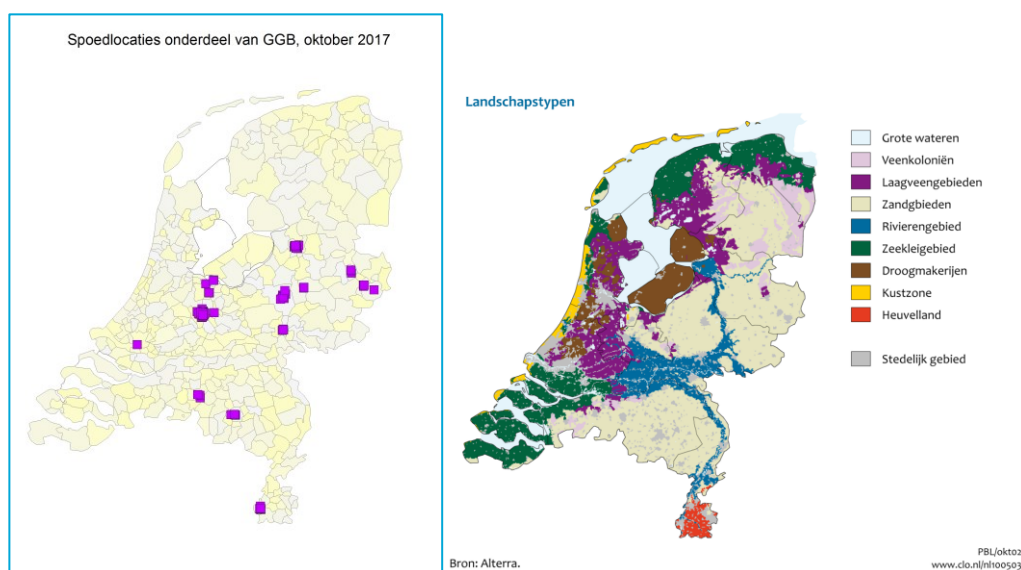 Spoedlocaties onderdeel van GGB, oktober 2017
Landschapstypen
Grote wateren
Veenkoloniën
Laagveengebieden
Zandgbieden
Rivierengebied
Zeekleigebied
Droogmakerijen
Kustzone
Heuvelland
Stedelijk gebied
Bron: Alterra.
PBL/okt02
www.clo.nl/nl100503